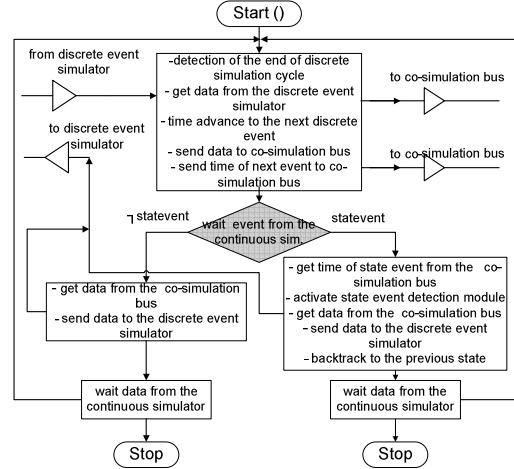 Start ()
from discrete event
simulator
-detection of the end of discrete
simulation cycle
- get data from the discrete event
simulator
- time advance to the next discrete
event
- send data to co-simulation bus
- send time of next event to co-
simulation bus
to co-simulation bus
to co-simulation bus
to discrete event
simulator
¬ statevent
wait event from the
continuous sim.
statevent
- get data from the co-simulation
bus
- send data to the discrete event
simulator
- get time of state event from the co-
simulation bus
- activate state event detection module
- get data from the co-simulation bus
- send data to the discrete event
simulator
- backtrack to the previous state
wait data from the
continuous simulator
wait data from the
continuous simulator
Stop
Stop